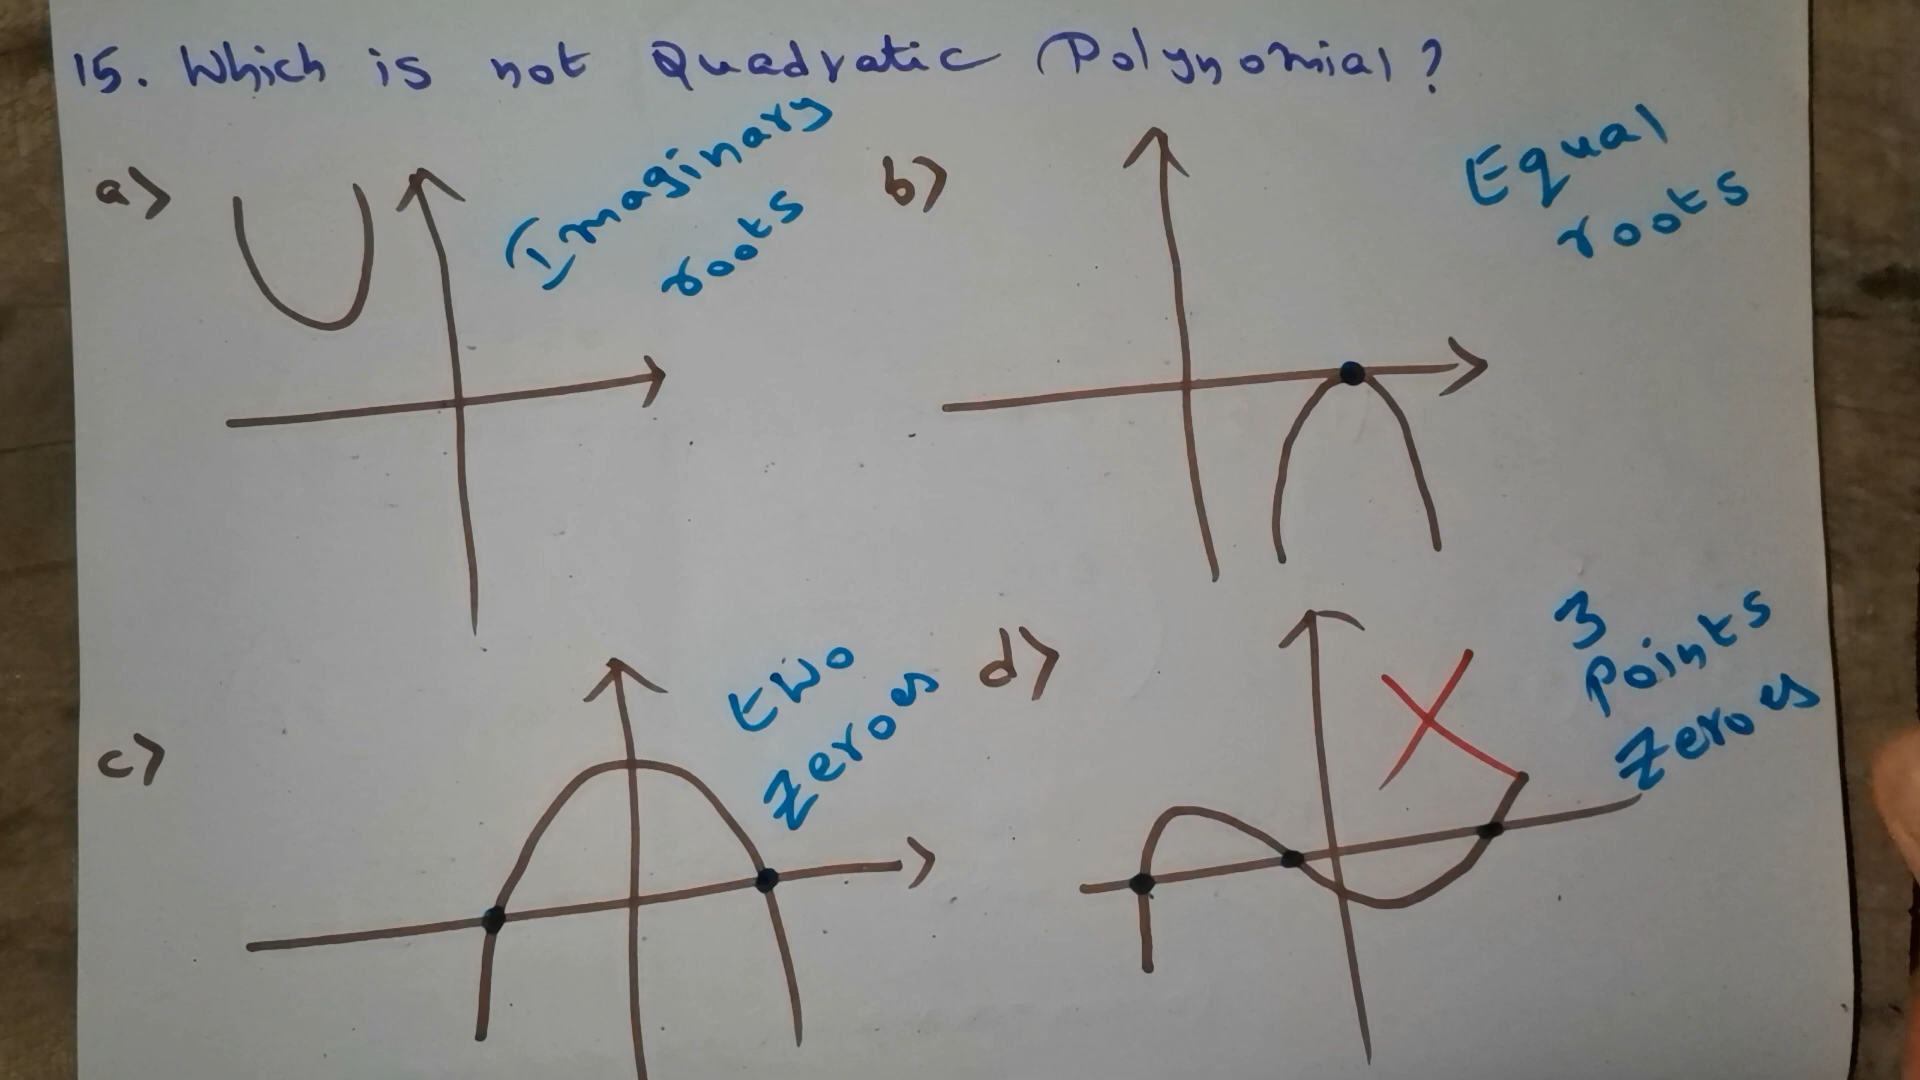 15. Which is not Quadratic Polynomial?
a) Imaginary
roots
b) Equal
roots
c) two
zeroes
d) 3
Points
Zeroes